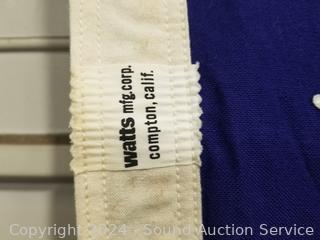 watts mfg.corp.
compton, calif.
Copyright 2024 - Sound Auction Service